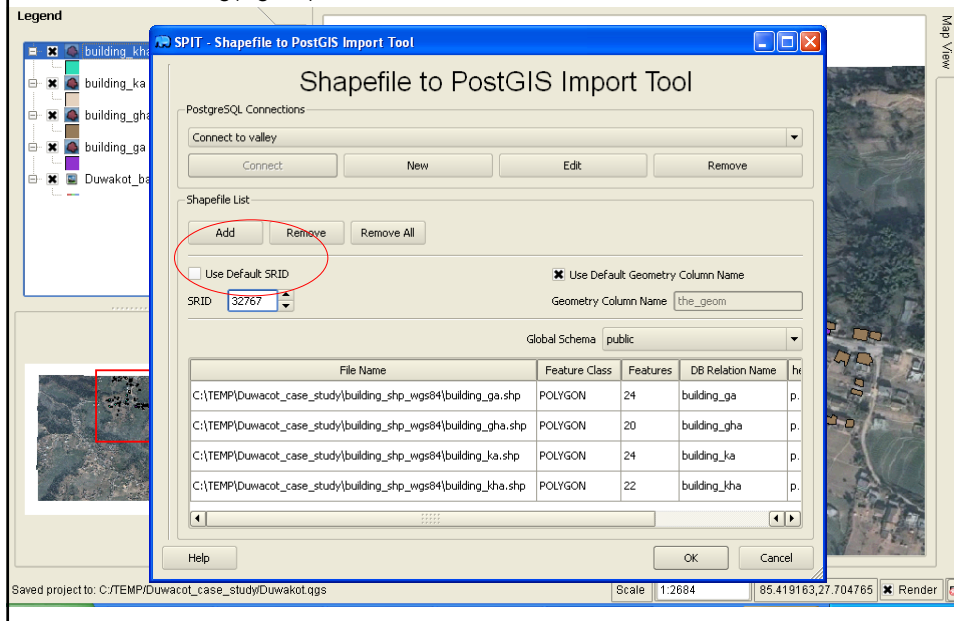 Legend
Map View
building_kha
building_ka
building_gha
building_ga
Duwakot_ba
SPIT - Shapefile to PostGIS Import Tool
Shapefile to PostGIS Import Tool
PostgreSQL Connections
Connect to valley
Connect New Edit Remove
Shapefile List
Add Remove Remove All
Use Default SRID Use Default Geometry Column Name
SRID 32767 Geometry Column Name the_geom
Global Schema public
File Name Feature Class Features DB Relation Name he
C:\TEMP\Duwacot_case_study\building_shp_wgs84\building_ga.shp POLYGON 24 building_ga p.
C:\TEMP\Duwacot_case_study\building_shp_wgs84\building_gha.shp POLYGON 20 building_gha p.
C:\TEMP\Duwacot_case_study\building_shp_wgs84\building_ka.shp POLYGON 24 building_ka p.
C:\TEMP\Duwacot_case_study\building_shp_wgs84\building_kha.shp POLYGON 22 building_kha p.
Help OK Cancel
Saved project to: C:/TEMP/Duwacot_case_study/Duwakot.qgs Scale 1:2684 85.419163,27.704765 Render